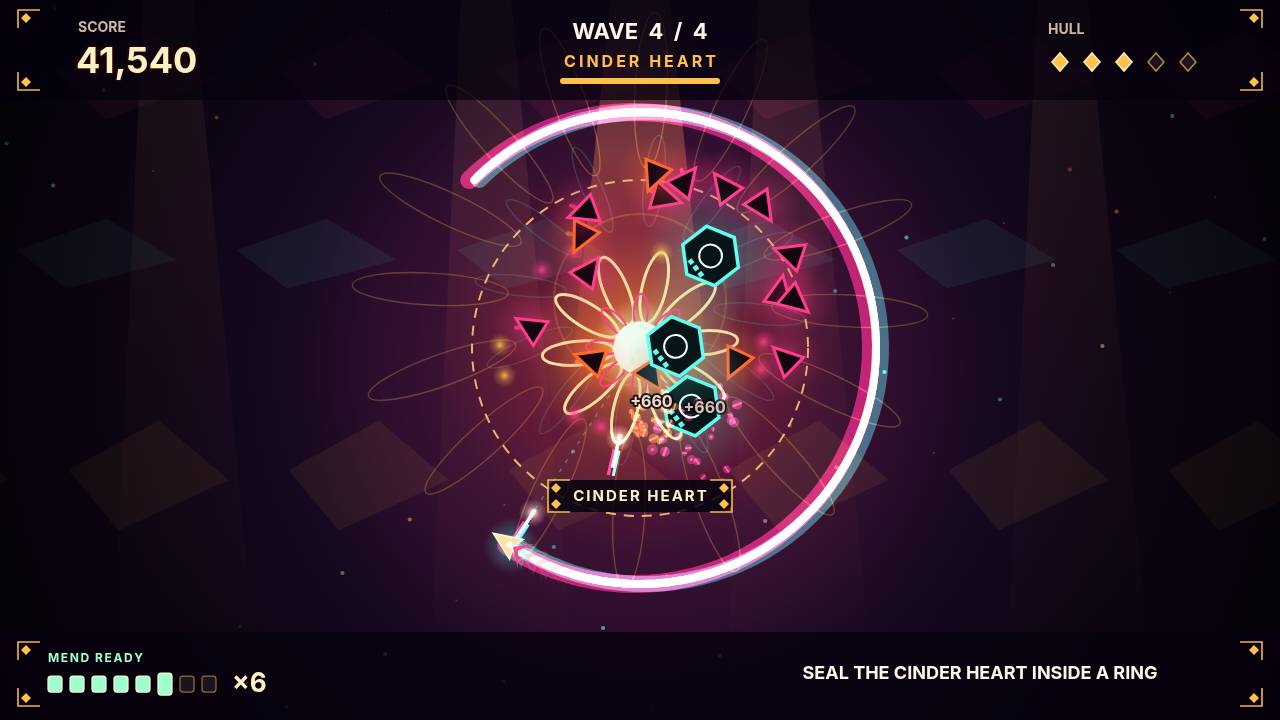 SCORE
41,540
WAVE 4 / 4
CINDER HEART
HULL
+660
+660
CINDER HEART
MEND READY
×6
SEAL THE CINDER HEART INSIDE A RING